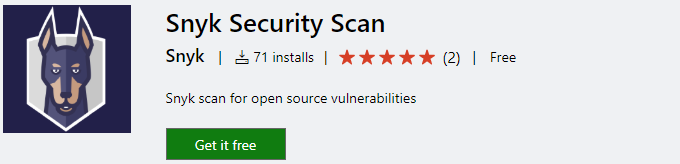 Snyk Security Scan
Snyk | 71 installs | ★★★★★ (2) | Free
Snyk scan for open source vulnerabilities
Get it free